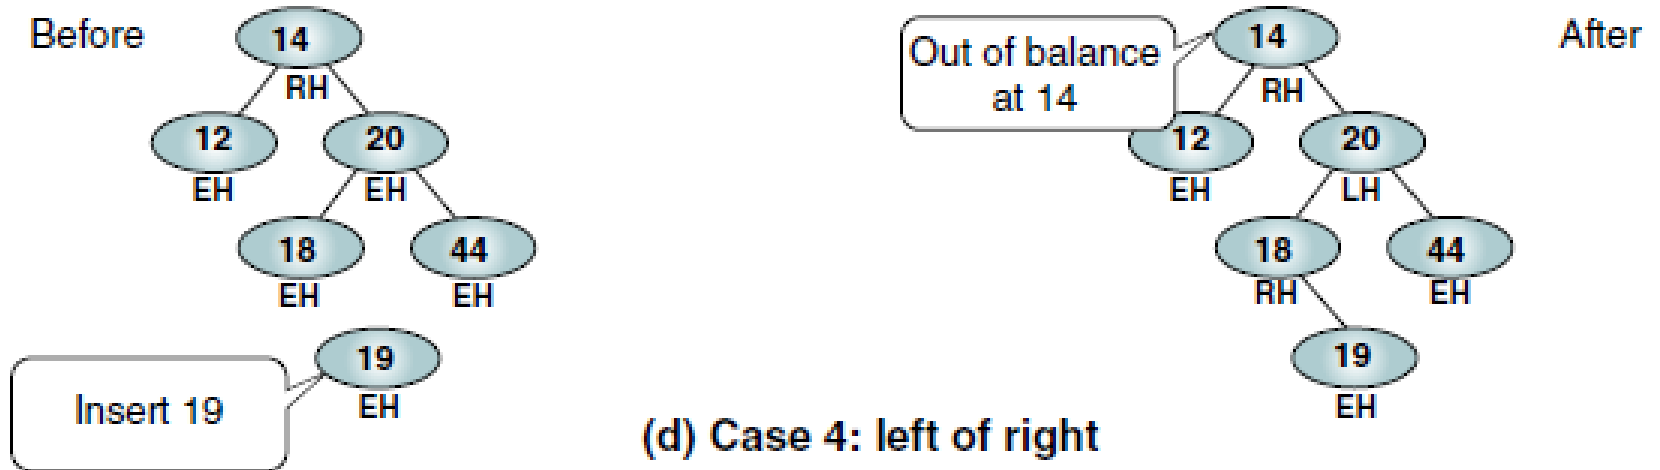 Before
14
RH
12
EH
20
EH
18
EH
44
EH
Insert 19
19
EH
After
Out of balance
at 14
14
RH
12
EH
20
LH
18
RH
44
EH
19
EH
(d) Case 4: left of right